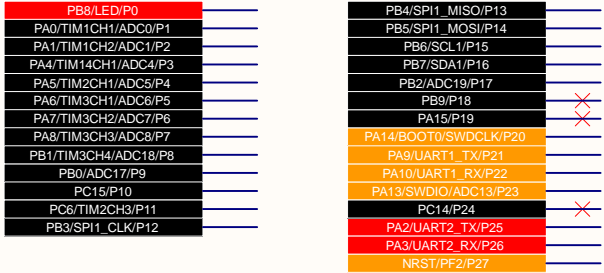 PB8/LED/P0
PA0/TIM1CH1/ADC0/P1
PA1/TIM1CH2/ADC1/P2
PA4/TIM14CH1/ADC4/P3
PA5/TIM2CH1/ADC5/P4
PA6/TIM3CH1/ADC6/P5
PA7/TIM3CH2/ADC7/P6
PA8/TIM3CH3/ADC8/P7
PB1/TIM3CH4/ADC18/P8
PB0/ADC17/P9
PC15/P10
PC6/TIM2CH3/P11
PB3/SPI1_CLK/P12
PB4/SPI1_MISO/P13
PB5/SPI1_MOSI/P14
PB6/SCL1/P15
PB7/SDA1/P16
PB2/ADC19/P17
PB9/P18
PA15/P19
PA14/BOOT0/SWDCLK/P20
PA9/UART1_TX/P21
PA10/UART1_RX/P22
PA13/SWDIO/ADC13/P23
PC14/P24
PA2/UART2_TX/P25
PA3/UART2_RX/P26
NRST/PF2/P27